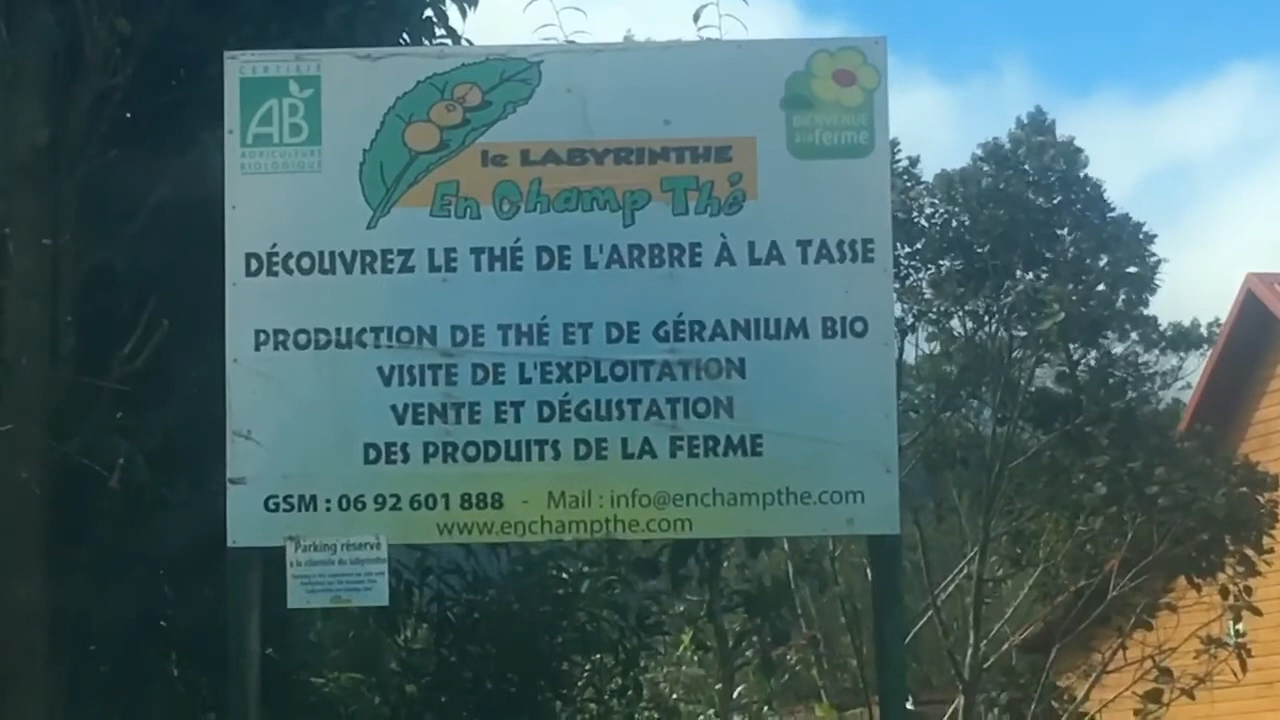 CERTIFIÉ
AB
AGRICULTURE
BIOLOGIQUE
BIENVENUE
à la ferme
le LABYRINTHE
En Champ Thé
DÉCOUVREZ LE THÉ DE L'ARBRE À LA TASSE
PRODUCTION DE THÉ ET DE GÉRANIUM BIO
VISITE DE L'EXPLOITATION
VENTE ET DÉGUSTATION
DES PRODUITS DE LA FERME
GSM : 06 92 601 888 - Mail : info@enchampthe.com
www.enchampthe.com
Parking réservé
à la clientèle du labyrinthe